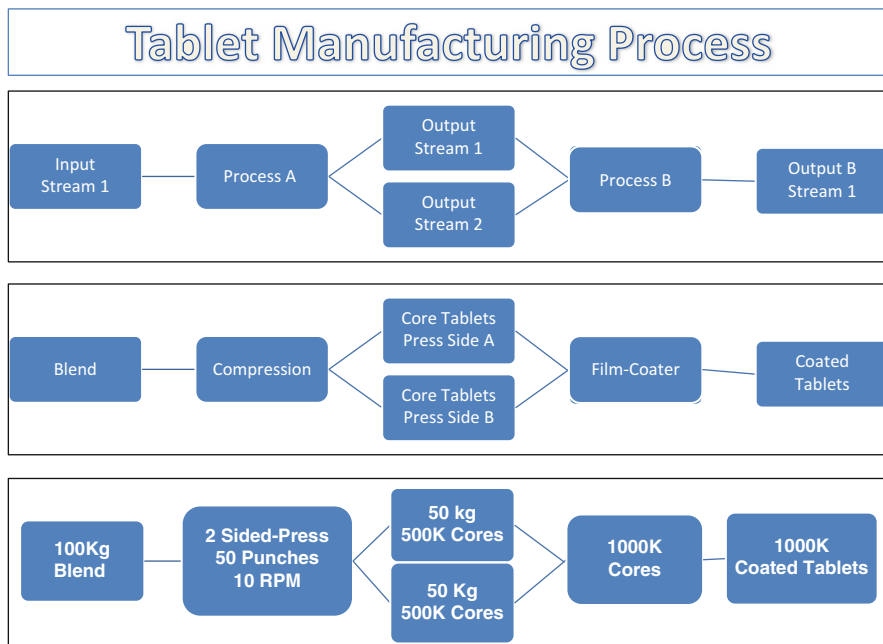 Tablet Manufacturing Process
Input
Stream 1
Process A
Output
Stream 1
Output
Stream 2
Process B
Output B
Stream 1
Blend
Compression
Core Tablets
Press Side A
Core Tablets
Press Side B
Film-Coater
Coated
Tablets
100Kg
Blend
2 Sided-Press
50 Punches
10 RPM
50 kg
500K Cores
50 Kg
500K Cores
1000K
Cores
1000K
Coated Tablets